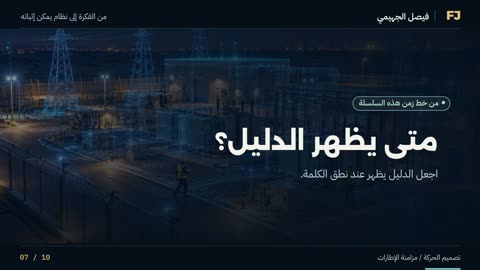 FJ
فيصل الجهيمي
من الفكرة إلى نظام يمكن إثباته
من خط زمن هذه السلسلة
متى يظهر الدليل؟
اجعل الدليل يظهر عند نطق الكلمة.
تصميم الحركة / مزامنة الإطارات
07 / 10